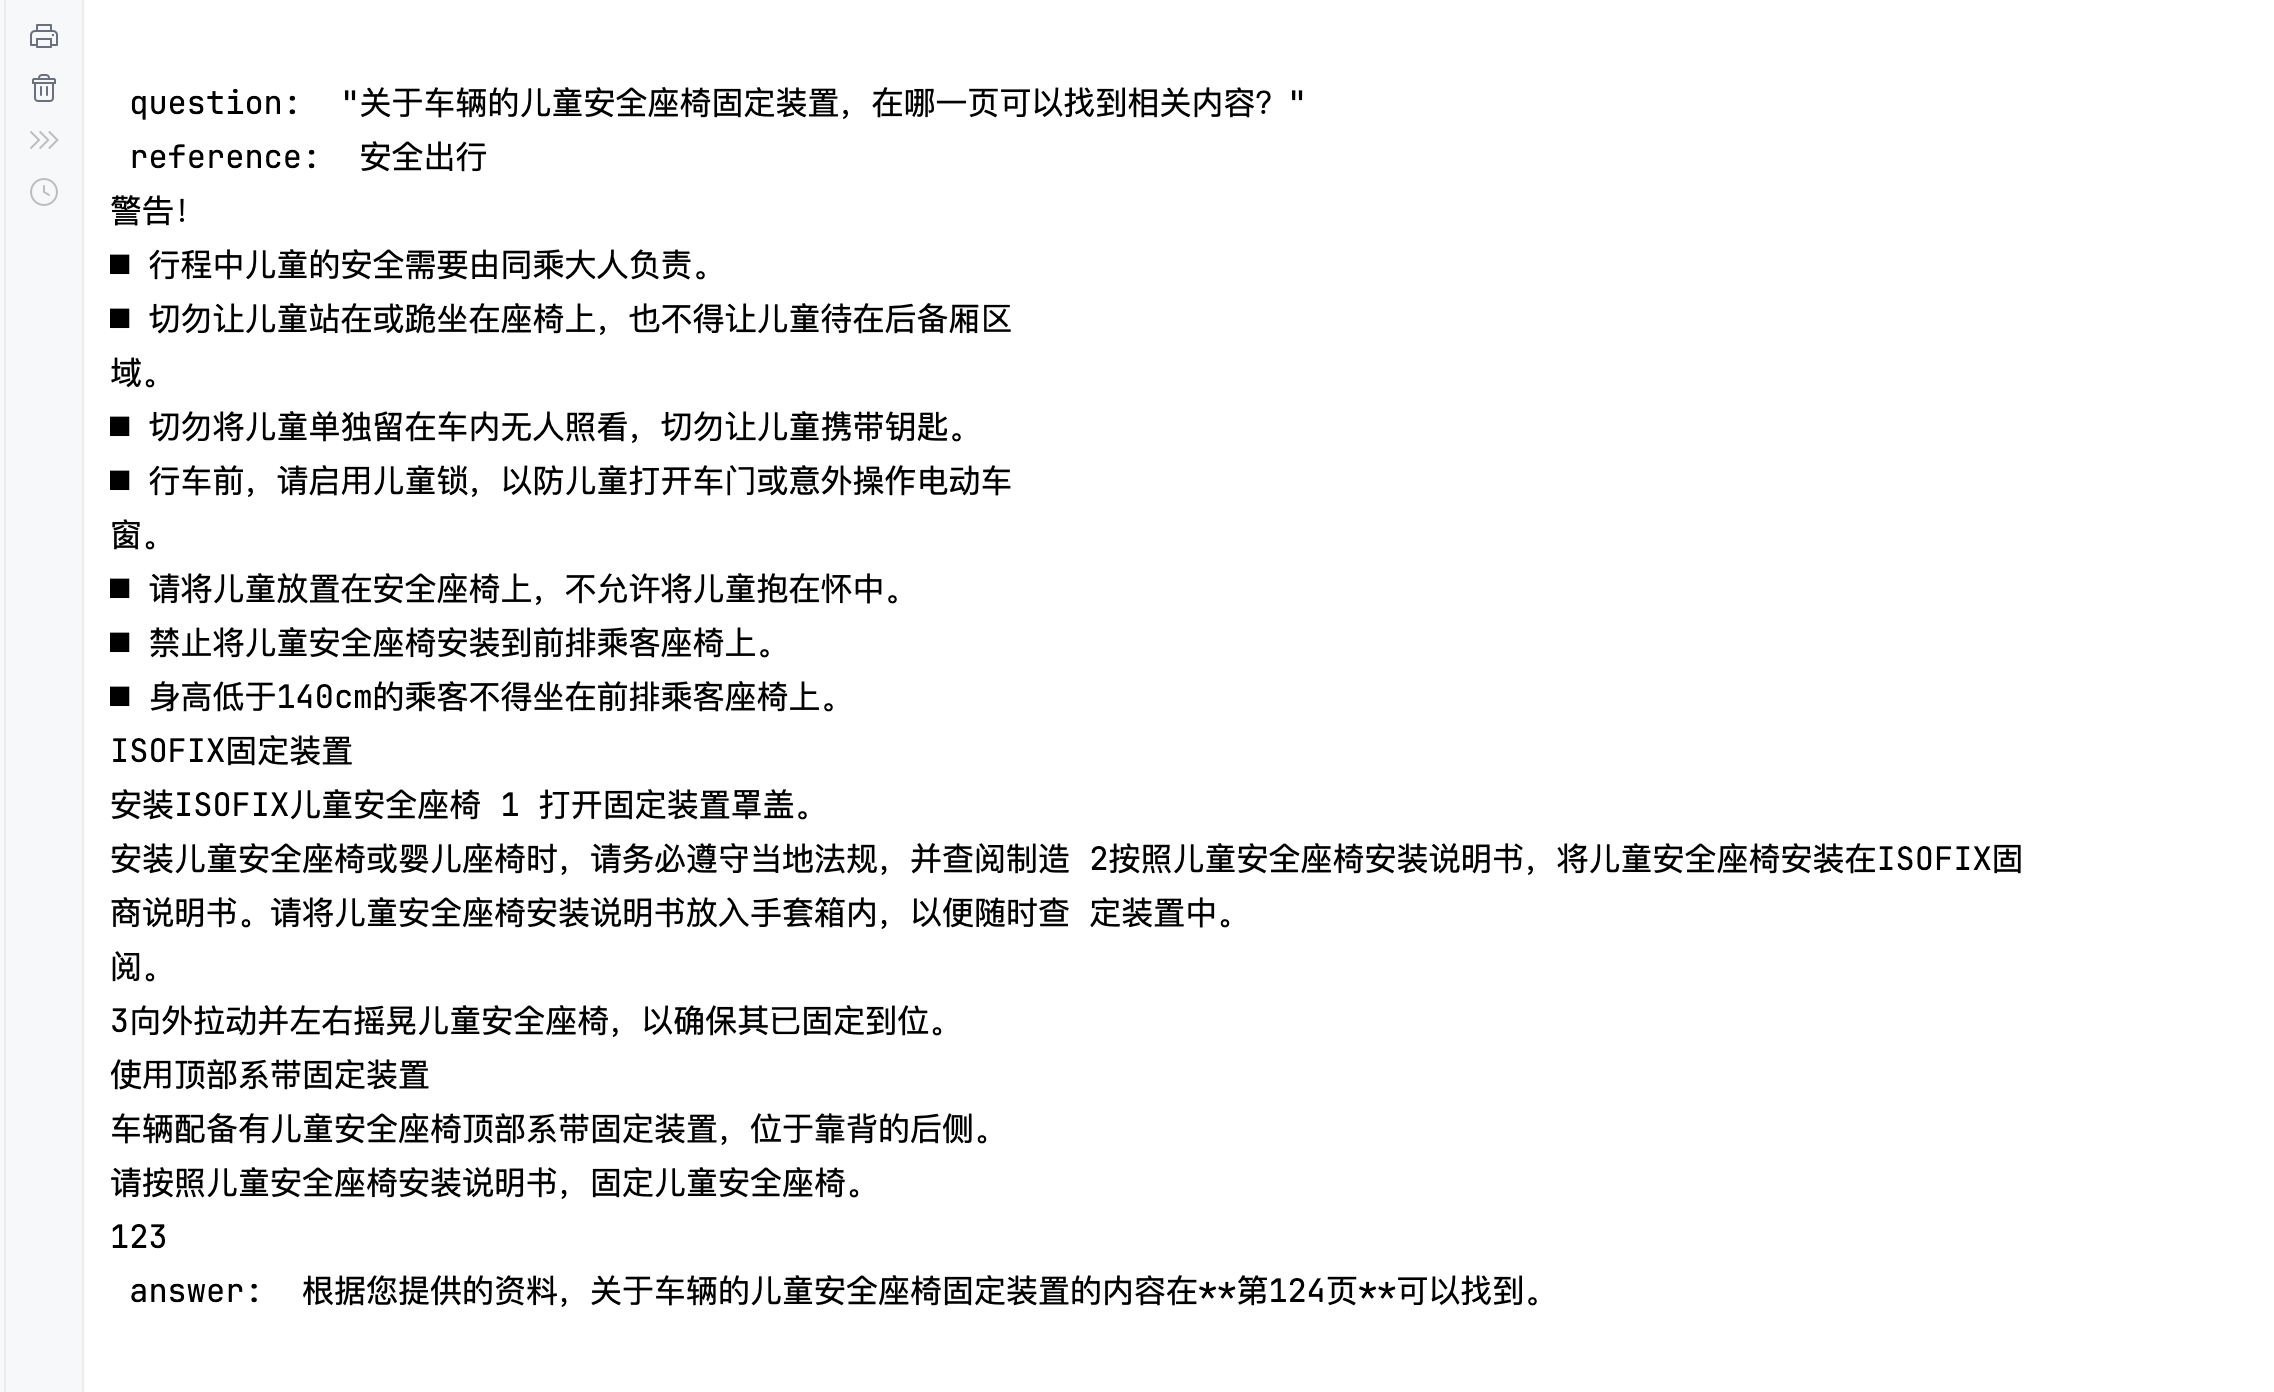 question:  "关于车辆的儿童安全座椅固定装置，在哪一页可以找到相关内容？"
reference:  安全出行
警告！
■ 行程中儿童的安全需要由同乘大人负责。
■ 切勿让儿童站在或跪坐在座椅上，也不得让儿童待在后备厢区
域。
■ 切勿将儿童单独留在车内无人照看，切勿让儿童携带钥匙。
■ 行车前，请启用儿童锁，以防儿童打开车门或意外操作电动车
窗。
■ 请将儿童放置在安全座椅上，不允许将儿童抱在怀中。
■ 禁止将儿童安全座椅安装到前排乘客座椅上。
■ 身高低于140cm的乘客不得坐在前排乘客座椅上。
ISOFIX固定装置
安装ISOFIX儿童安全座椅 1 打开固定装置罩盖。
安装儿童安全座椅或婴儿座椅时，请务必遵守当地法规，并查阅制造 2按照儿童安全座椅安装说明书，将儿童安全座椅安装在ISOFIX固
商说明书。请将儿童安全座椅安装说明书放入手套箱内，以便随时查 定装置中。
阅。
3向外拉动并左右摇晃儿童安全座椅，以确保其已固定到位。
使用顶部系带固定装置
车辆配备有儿童安全座椅顶部系带固定装置，位于靠背的后侧。
请按照儿童安全座椅安装说明书，固定儿童安全座椅。
123
answer:  根据您提供的资料，关于车辆的儿童安全座椅固定装置的内容在**第124页**可以找到。